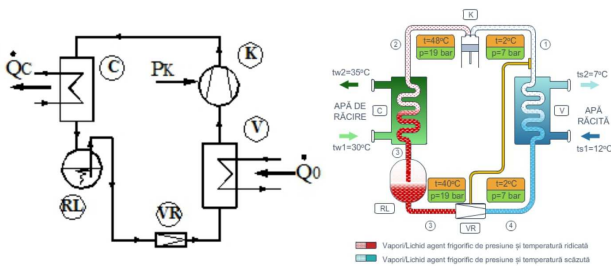 Q̇C
C
K
PK
V
Q̇0
RL
VR
K
2
t=48°C
p=19 bar
t=2°C
p=7 bar
1
tw2=35°C
ts2=7°C
APĂ DE
RĂCIRE
C
V
APĂ
RĂCITĂ
tw1=30°C
ts1=12°C
3
t=40°C
p=19 bar
t=2°C
p=7 bar
RL
3
VR
4
Vapori/Lichid agent frigorific de presiune și temperatură ridicată
Vapori/Lichid agent frigorific de presiune și temperatură scăzută